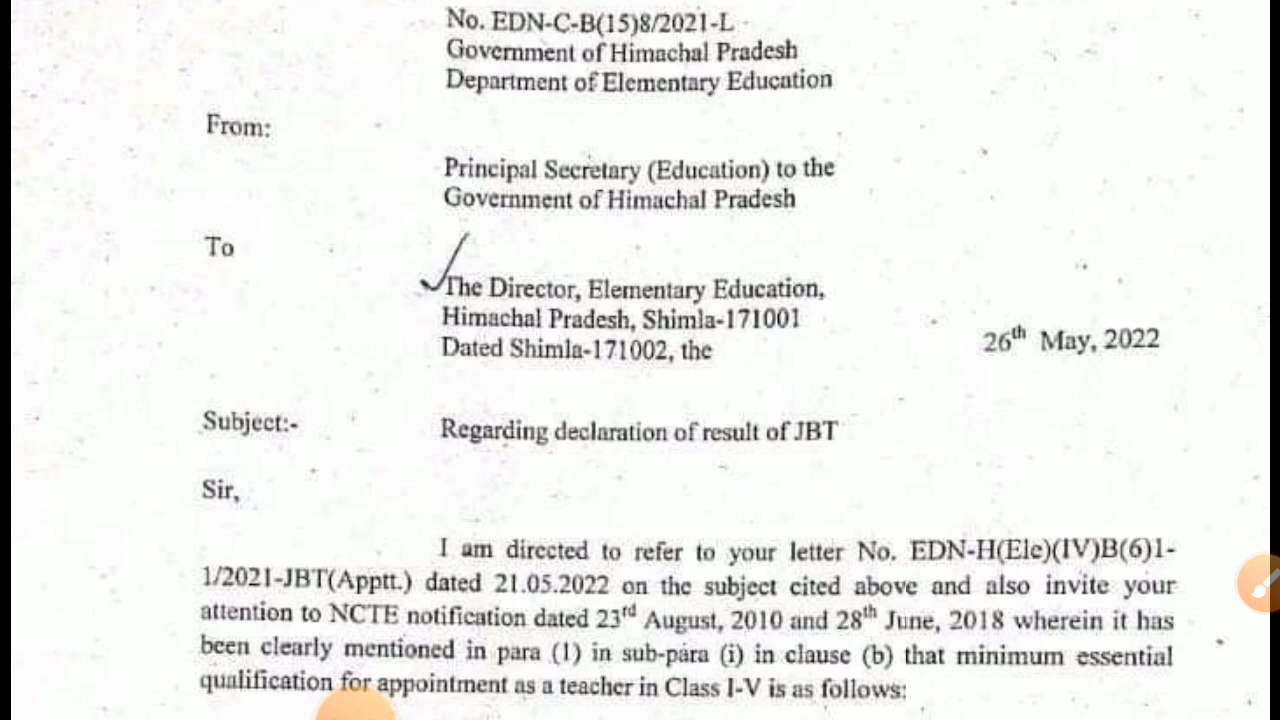 No. EDN-C-B(15)8/2021-L
Government of Himachal Pradesh
Department of Elementary Education
From:
Principal Secretary (Education) to the
Government of Himachal Pradesh
To
The Director, Elementary Education,
Himachal Pradesh, Shimla-171001
Dated Shimla-171002, the 26th May, 2022
Subject:- Regarding declaration of result of JBT
Sir,
I am directed to refer to your letter No. EDN-H(Ele)(IV)B(6)1-
1/2021-JBT(Apptt.) dated 21.05.2022 on the subject cited above and also invite your
attention to NCTE notification dated 23rd August, 2010 and 28th June, 2018 wherein it has
been clearly mentioned in para (1) in sub-para (i) in clause (b) that minimum essential
qualification for appointment as a teacher in Class I-V is as follows: